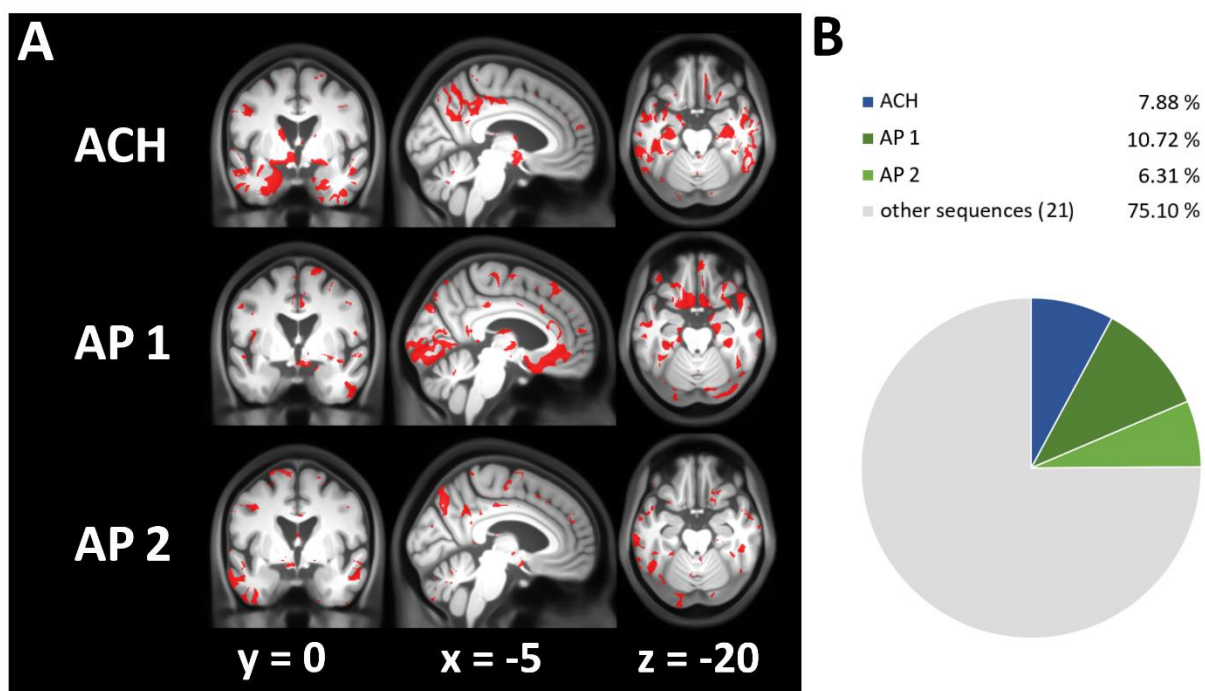 A
ACH
AP 1
AP 2
y = 0
x = -5
z = -20
B
ACH 7.88 %
AP 1 10.72 %
AP 2 6.31 %
other sequences (21) 75.10 %